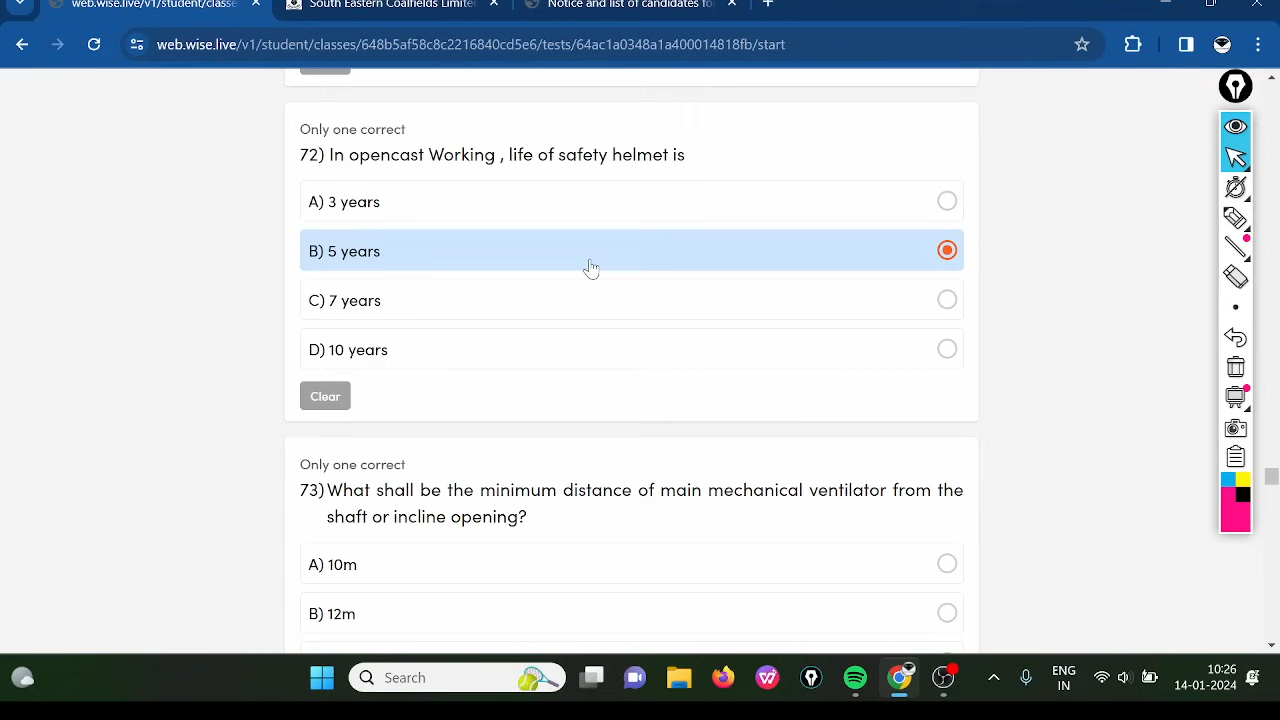 web.wise.live/v1/student/classe
South Eastern Coalfields Limite
Notice and list of candidates fo
web.wise.live/v1/student/classes/648b5af58c8c2216840cd5e6/tests/64ac1a0348a1a400014818fb/start
Only one correct
72) In opencast Working , life of safety helmet is
A) 3 years
B) 5 years
C) 7 years
D) 10 years
Clear
Only one correct
73) What shall be the minimum distance of main mechanical ventilator from the
shaft or incline opening?
A) 10m
B) 12m
Search
ENG
IN
10:26
14-01-2024